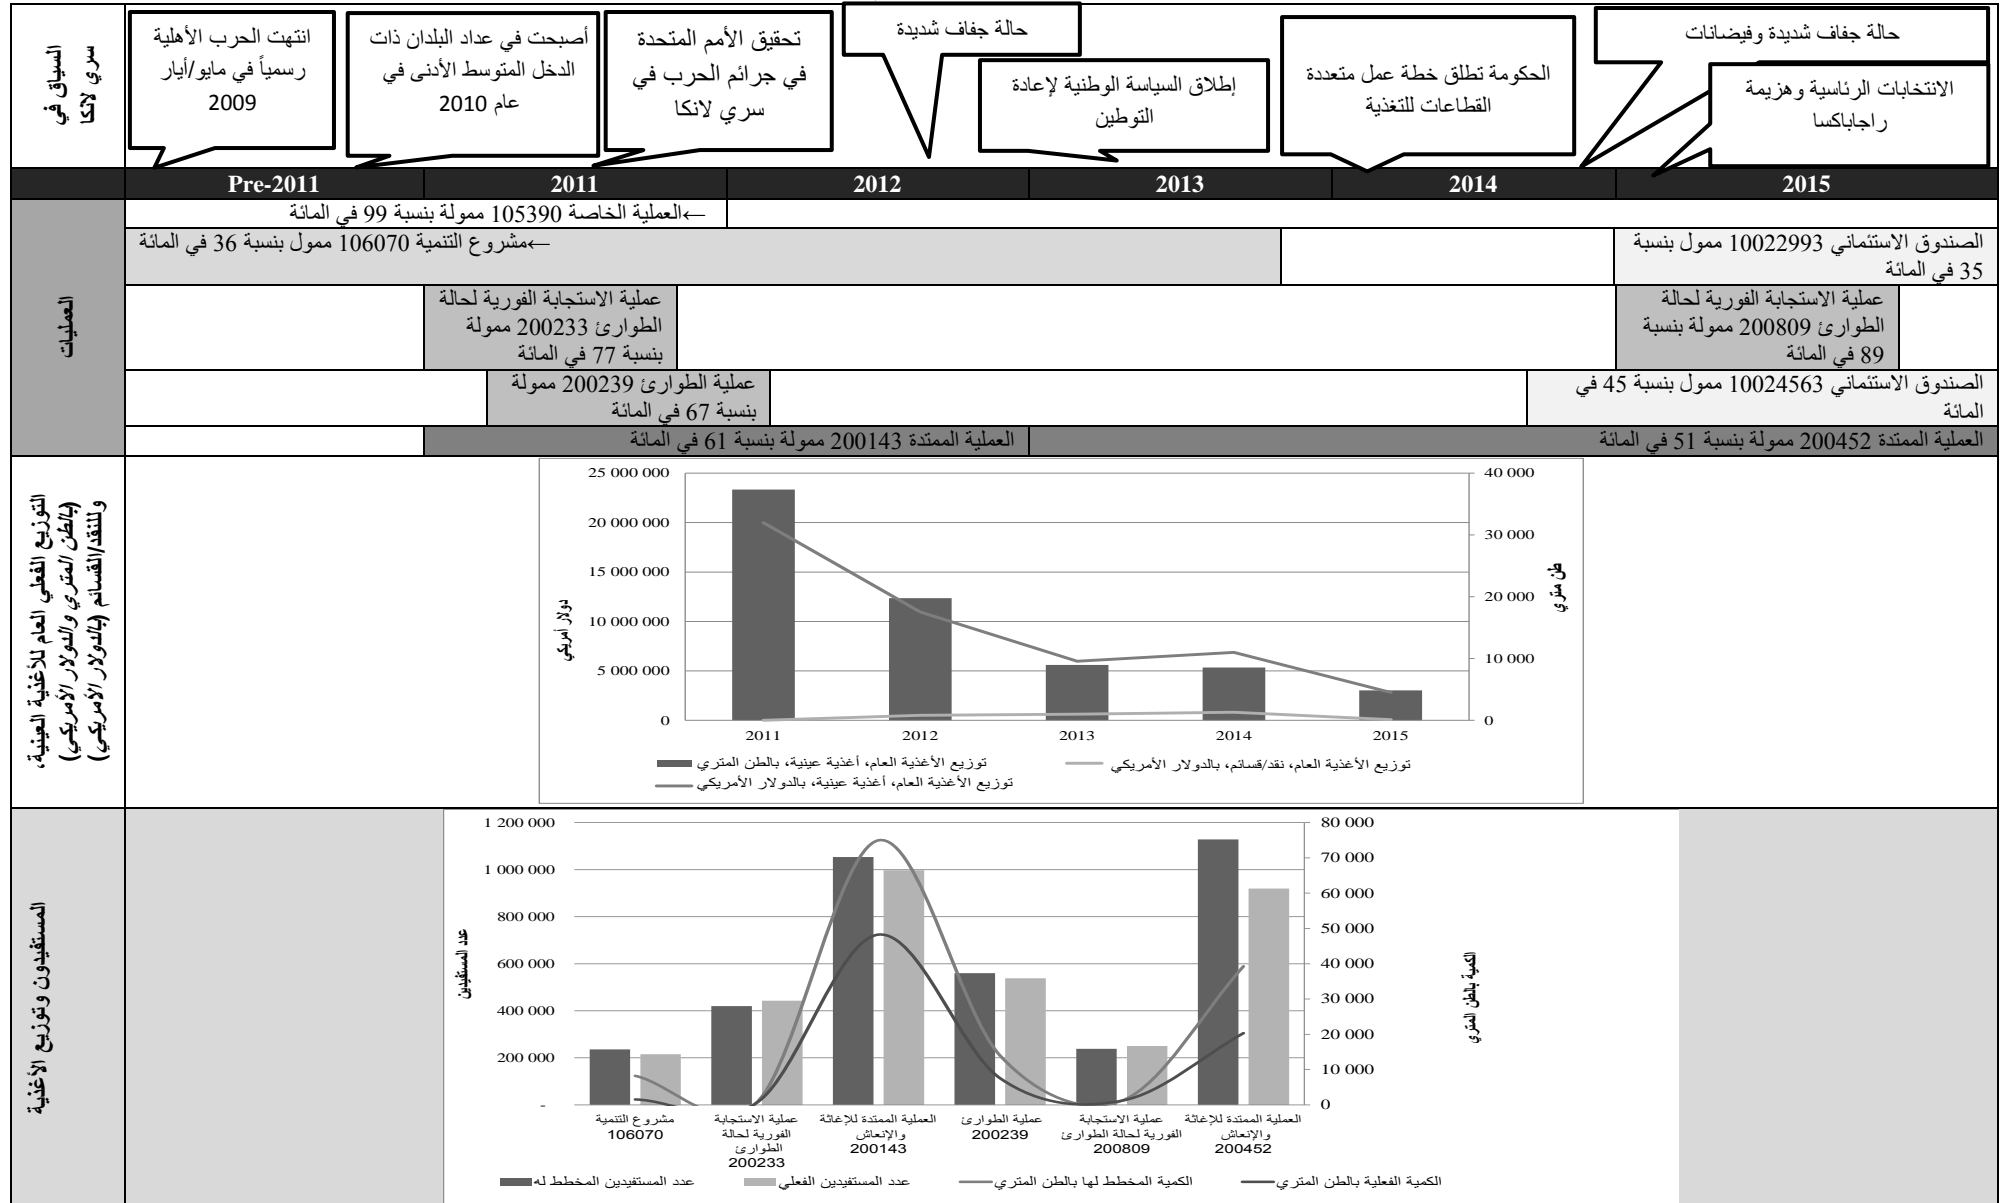 السياق في
سري لانكا
انتهت الحرب الأهلية
رسمياً في مايو/أيار
2009
أصبحت في عداد البلدان ذات
الدخل المتوسط الأدنى في
عام 2010
تحقيق الأمم المتحدة
في جرائم الحرب في
سري لانكا
حالة جفاف شديدة
إطلاق السياسة الوطنية لإعادة
التوطين
الحكومة تطلق خطة عمل متعددة
القطاعات للتغذية
حالة جفاف شديدة وفيضانات
الانتخابات الرئاسية وهزيمة
راجاباكسا
Pre-2011
2011
2012
2013
2014
2015
العمليات
←العملية الخاصة 105390 ممولة بنسبة 99 في المائة
←مشروع التنمية 106070 ممول بنسبة 36 في المائة
الصندوق الاستئماني 10022993 ممول بنسبة
35 في المائة
عملية الاستجابة الفورية لحالة
الطوارئ 200233 ممولة
بنسبة 77 في المائة
عملية الاستجابة الفورية لحالة
الطوارئ 200809 ممولة بنسبة
89 في المائة
عملية الطوارئ 200239 ممولة
بنسبة 67 في المائة
الصندوق الاستئماني 10024563 ممول بنسبة 45 في
المائة
العملية الممتدة 200143 ممولة بنسبة 61 في المائة
العملية الممتدة 200452 ممولة بنسبة 51 في المائة
التوزيع الفعلي العام للأغذية العينية،
(بالطن المتري والدولار الأمريكي)
وللنقد/القسائم (بالدولار الأمريكي)
25 000 000
20 000 000
15 000 000
10 000 000
5 000 000
0
دولار أمريكي
40 000
30 000
20 000
10 000
0
طن متري
2011
2012
2013
2014
2015
توزيع الأغذية العام، أغذية عينية، بالطن المتري
توزيع الأغذية العام، نقد/قسائم، بالدولار الأمريكي
توزيع الأغذية العام، أغذية عينية، بالدولار الأمريكي
المستفيدون وتوزيع الأغذية
1 200 000
1 000 000
800 000
600 000
400 000
200 000
-
عدد المستفيدين
80 000
70 000
60 000
50 000
40 000
30 000
20 000
10 000
0
الكمية بالطن المتري
مشروع التنمية
106070
عملية الاستجابة
الفورية لحالة
الطوارئ
200233
العملية الممتدة للإغاثة
والإنعاش
200143
عملية الطوارئ
200239
عملية الاستجابة
الفورية لحالة الطوارئ
200809
العملية الممتدة للإغاثة
والإنعاش
200452
عدد المستفيدين المخطط له
عدد المستفيدين الفعلي
الكمية المخطط لها بالطن المتري
الكمية الفعلية بالطن المتري